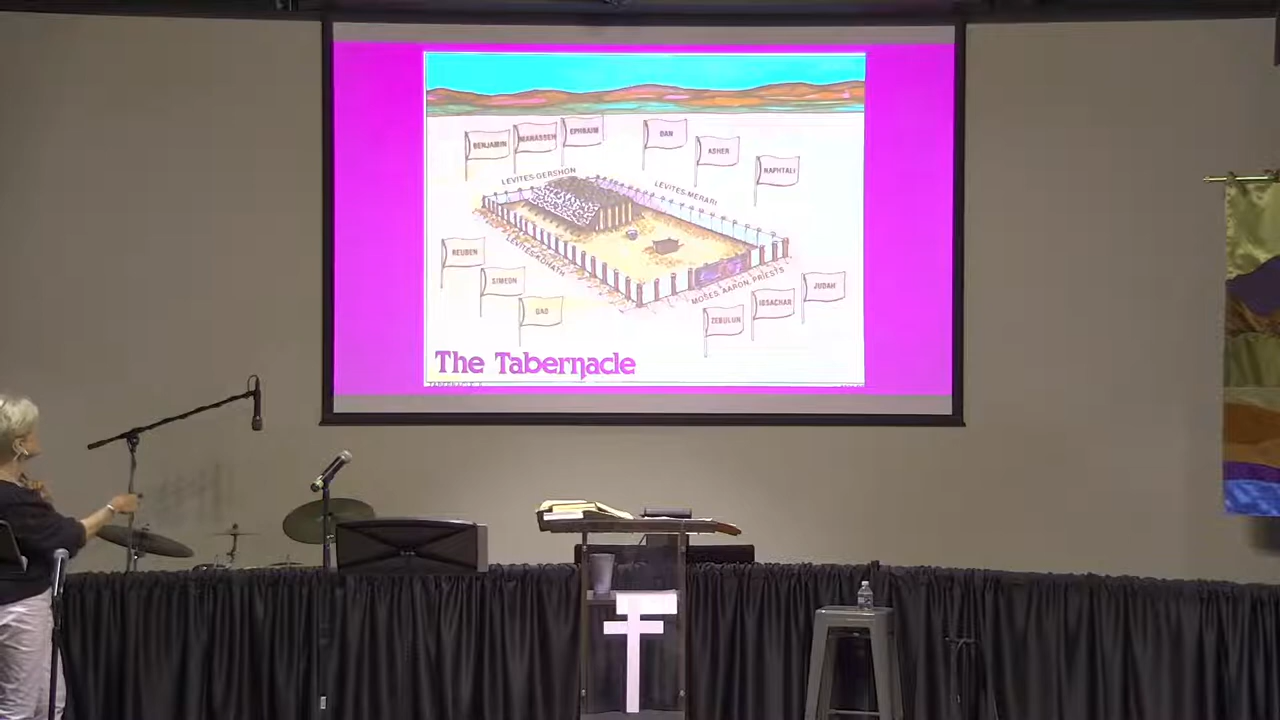 BENJAMIN
MANASSEH
EPHRAIM
DAN
ASHER
NAPHTALI
LEVITES-GERSHON
LEVITES-MERARI
REUBEN
SIMEON
GAD
LEVITES-KOHATH
MOSES, AARON, PRIESTS
JUDAH
ISSACHAR
ZEBULUN
The Tabernacle